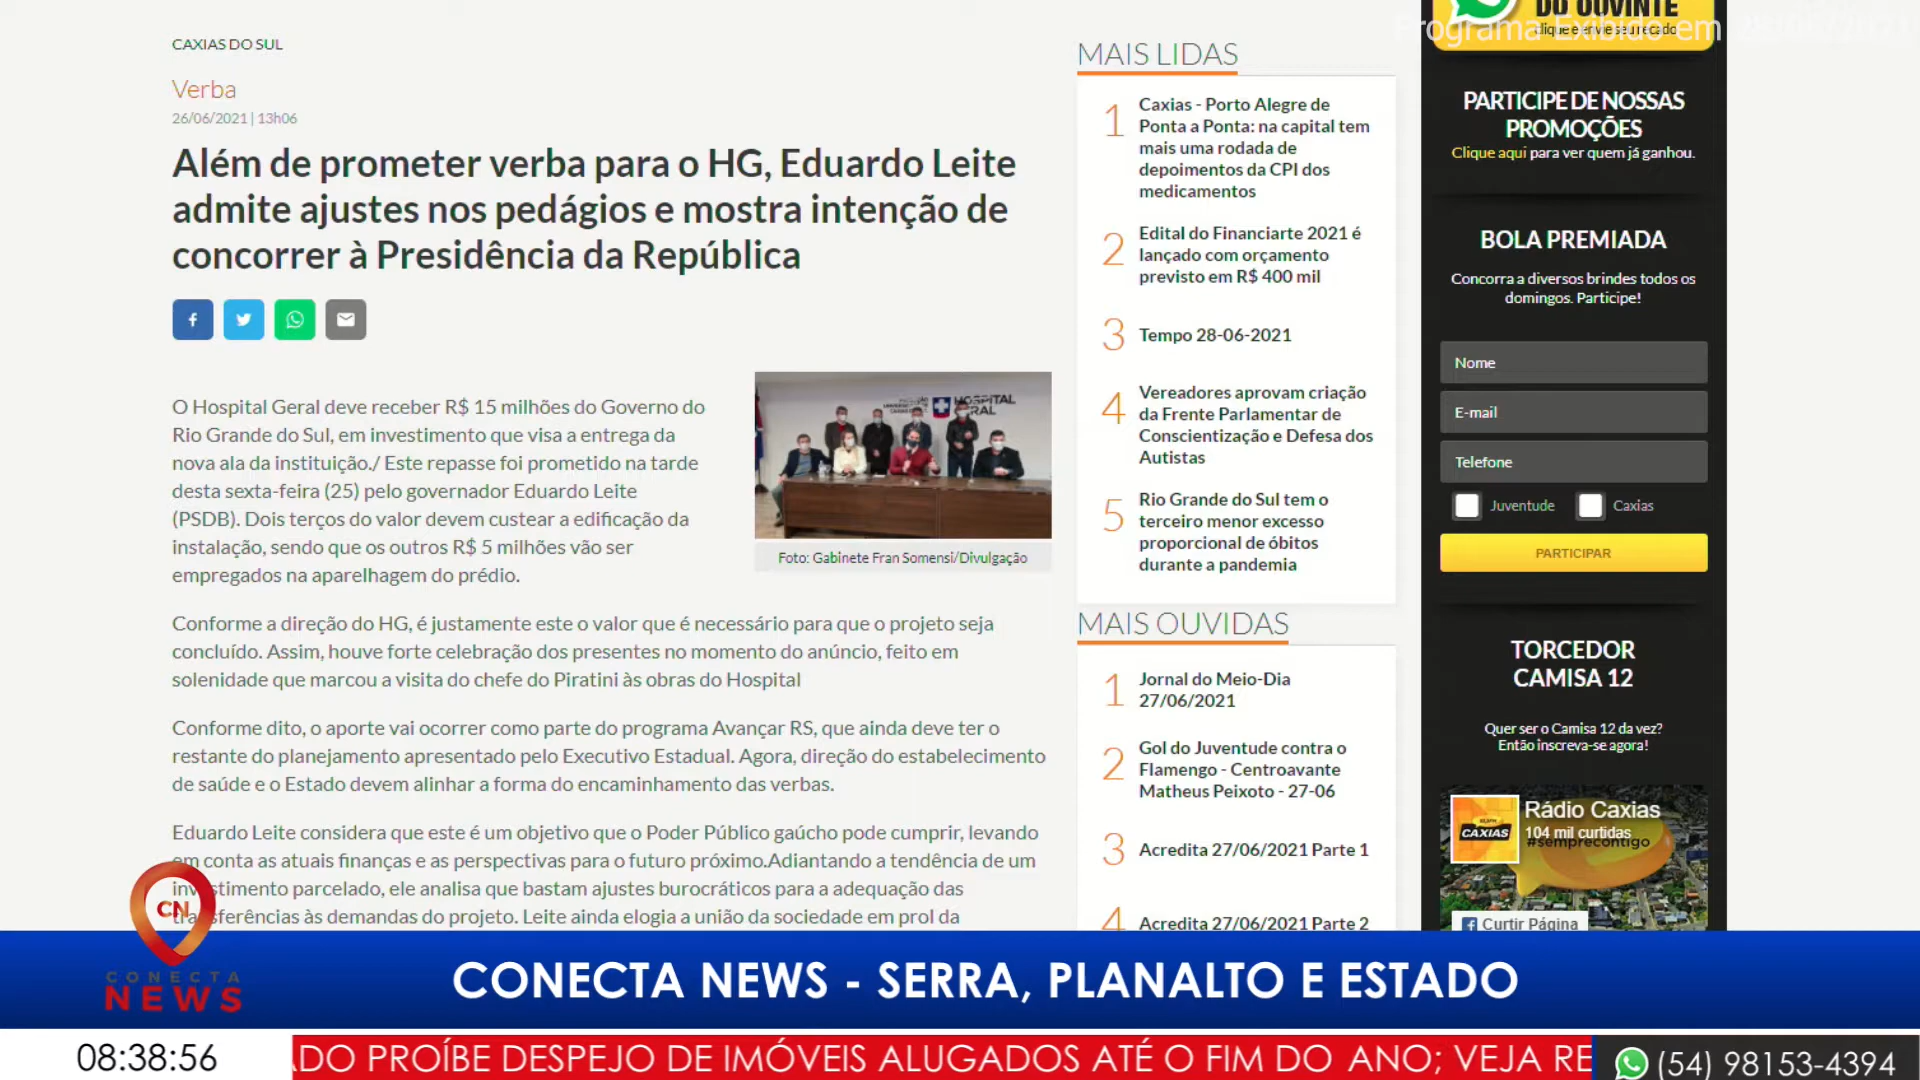 CAXIAS DO SUL
Verba
26/06/2021 | 13h06
Além de prometer verba para o HG, Eduardo Leite
admite ajustes nos pedágios e mostra intenção de
concorrer à Presidência da República
O Hospital Geral deve receber R$ 15 milhões do Governo do
Rio Grande do Sul, em investimento que visa a entrega da
nova ala da instituição./ Este repasse foi prometido na tarde
desta sexta-feira (25) pelo governador Eduardo Leite
(PSDB). Dois terços do valor devem custear a edificação da
instalação, sendo que os outros R$ 5 milhões vão ser
empregados na aparelhagem do prédio.
HOSPITAL
GERAL
Foto: Gabinete Fran Somensi/Divulgação
Conforme a direção do HG, é justamente este o valor que é necessário para que o projeto seja
concluído. Assim, houve forte celebração dos presentes no momento do anúncio, feito em
solenidade que marcou a visita do chefe do Piratini às obras do Hospital
Conforme dito, o aporte vai ocorrer como parte do programa Avançar RS, que ainda deve ter o
restante do planejamento apresentado pelo Executivo Estadual. Agora, direção do estabelecimento
de saúde e o Estado devem alinhar a forma do encaminhamento das verbas.
Eduardo Leite considera que este é um objetivo que o Poder Público gaúcho pode cumprir, levando
em conta as atuais finanças e as perspectivas para o futuro próximo.Adiantando a tendência de um
investimento parcelado, ele analisa que bastam ajustes burocráticos para a adequação das
transferências às demandas do projeto. Leite ainda elogia a união da sociedade em prol da
MAIS LIDAS
1 Caxias - Porto Alegre de
Ponta a Ponta: na capital tem
mais uma rodada de
depoimentos da CPI dos
medicamentos
2 Edital do Financiarte 2021 é
lançado com orçamento
previsto em R$ 400 mil
3 Tempo 28-06-2021
4 Vereadores aprovam criação
da Frente Parlamentar de
Conscientização e Defesa dos
Autistas
5 Rio Grande do Sul tem o
terceiro menor excesso
proporcional de óbitos
durante a pandemia
MAIS OUVIDAS
1 Jornal do Meio-Dia
27/06/2021
2 Gol do Juventude contra o
Flamengo - Centroavante
Matheus Peixoto - 27-06
3 Acredita 27/06/2021 Parte 1
4 Acredita 27/06/2021 Parte 2
DO OUVINTE
clique e envie seu recado
Programa Exibido em
PARTICIPE DE NOSSAS
PROMOÇÕES
Clique aqui para ver quem já ganhou.
BOLA PREMIADA
Concorra a diversos brindes todos os
domingos. Participe!
Nome
E-mail
Telefone
Juventude Caxias
PARTICIPAR
TORCEDOR
CAMISA 12
Quer ser o Camisa 12 da vez?
Então inscreva-se agora!
CAXIAS
Rádio Caxias
104 mil curtidas
#semprecontigo
Curtir Página
CN
CONECTA
NEWS
CONECTA NEWS - SERRA, PLANALTO E ESTADO
08:38:56
ADO PROÍBE DESPEJO DE IMÓVEIS ALUGADOS ATÉ O FIM DO ANO; VEJA RE
(54) 98153-4394